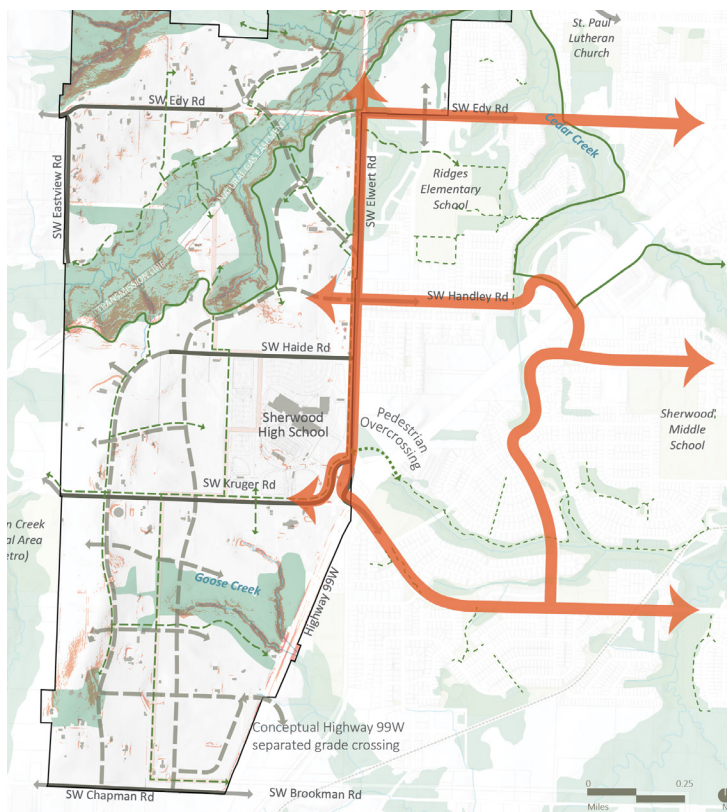 St. Paul
Lutheran
Church
SW Edy Rd
SW Edy Rd
Cedar Creek
SW Eastview Rd
SW Elwert Rd
Ridges
Elementary
School
TRANSMISSION LINE
SW Handley Rd
SW Haide Rd
Sherwood
High School
Pedestrian
Overcrossing
Sherwood
Middle
School
SW Kruger Rd
n Creek
al Area
etro)
Goose Creek
Highway 99W
Conceptual Highway 99W
separated grade crossing
SW Chapman Rd
SW Brookman Rd
0 0.25
Miles